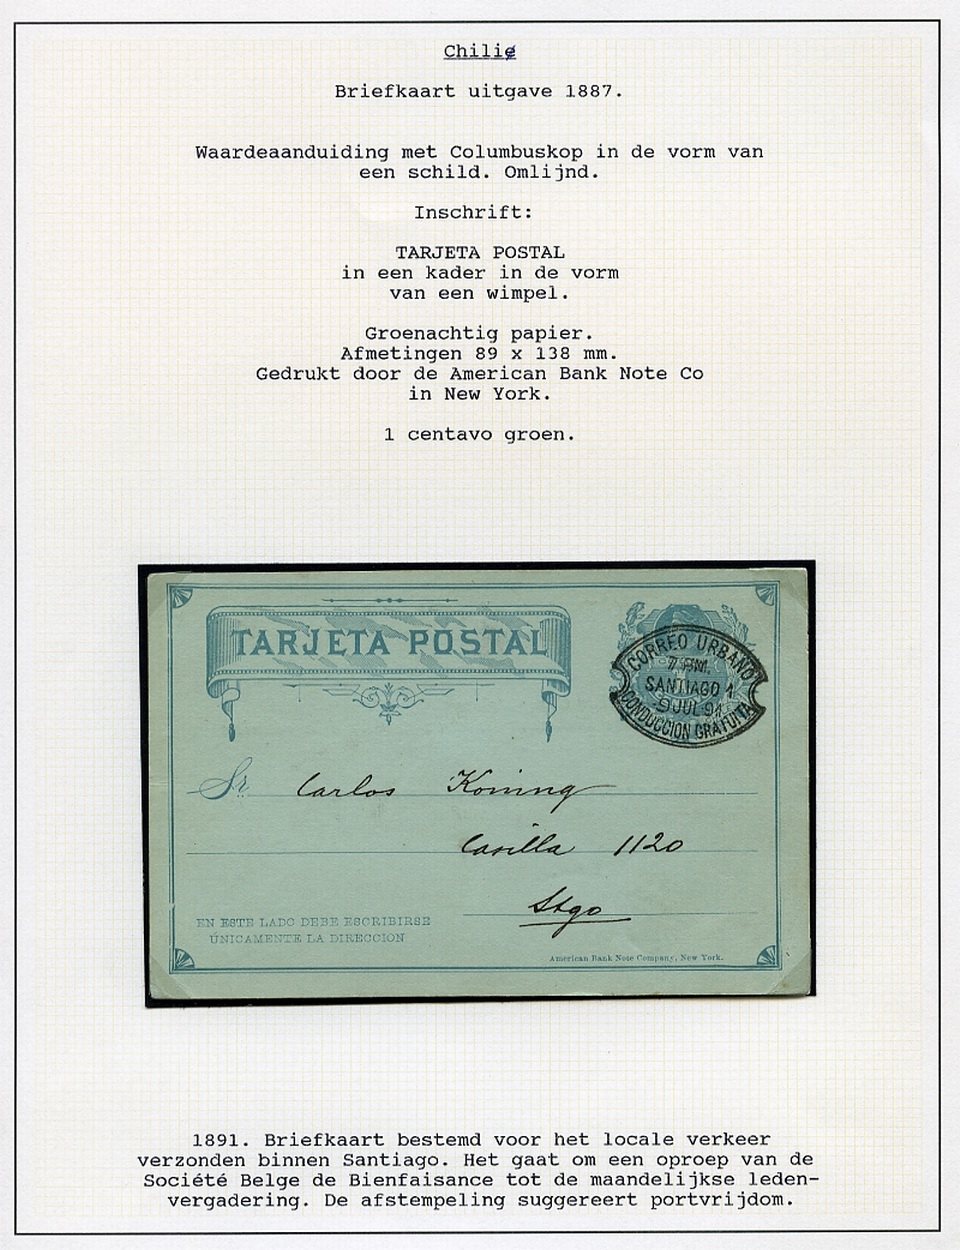 Chilie
Briefkaart uitgave 1887.
Waardeaanduiding met Columbuskop in de vorm van
een schild. Omlijnd.
Inschrift:
TARJETA POSTAL
in een kader in de vorm
van een wimpel.
Groenachtig papier.
Afmetingen 89 x 138 mm.
Gedrukt door de American Bank Note Co
in New York.
1 centavo groen.
TARJETA POSTAL
CORREO URBANO
7 P.M.
SANTIAGO 1
-9 JUL 91
CONDUCCION GRATUITA
Sr. Carlos Koning
Casilla 1120
Stgo
EN ESTE LADO DEBE ESCRIBIRSE
ÚNICAMENTE LA DIRECCION
American Bank Note Company, New York.
1891. Briefkaart bestemd voor het locale verkeer
verzonden binnen Santiago. Het gaat om een oproep van de
Société Belge de Bienfaisance tot de maandelijkse leden-
vergadering. De afstempeling suggereert portvrijdom.